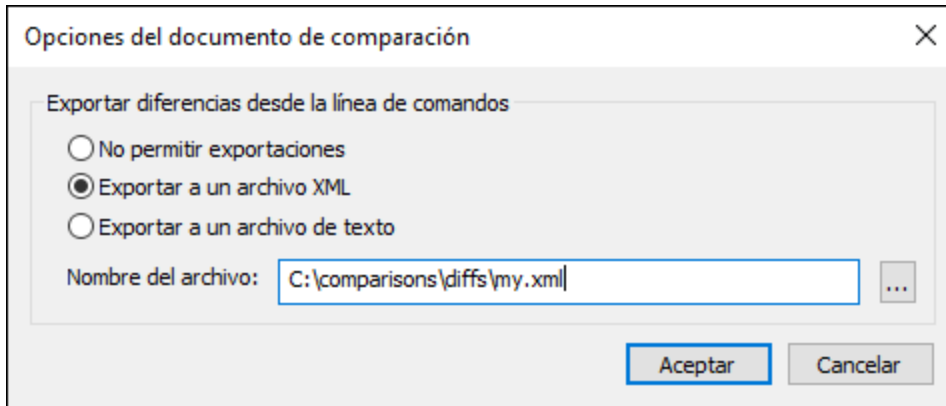 Opciones del documento de comparación
Exportar diferencias desde la línea de comandos
No permitir exportaciones
Exportar a un archivo XML
Exportar a un archivo de texto
Nombre del archivo: C:\comparisons\diffs\my.xml ...
Aceptar Cancelar